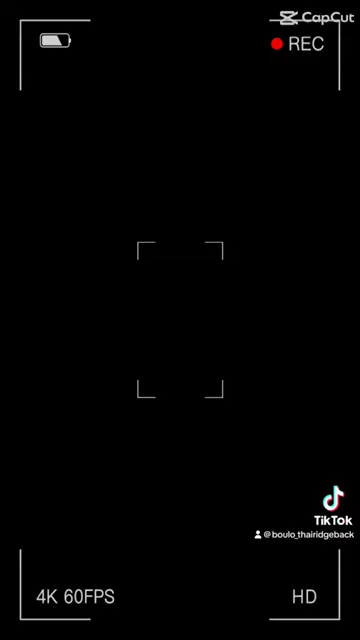 CapCut
REC
TikTok
@boulo_thairidgeback
4K 60FPS
HD